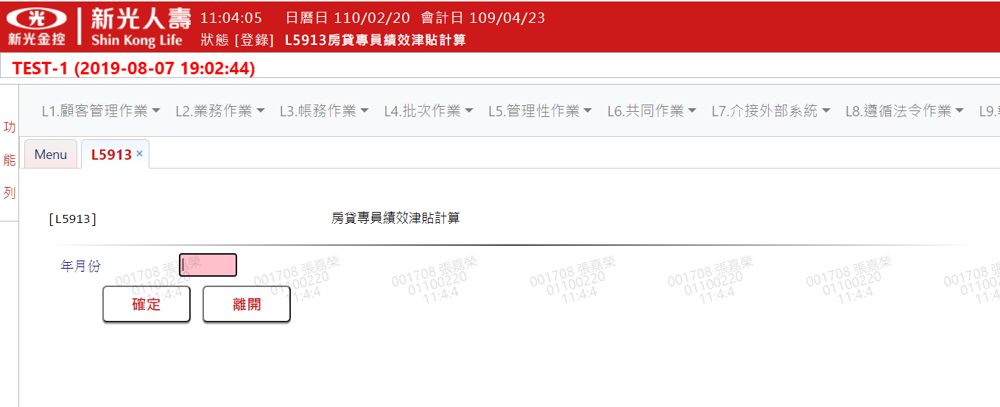 新光金控
新光人壽
Shin Kong Life
11:04:05 日曆日 110/02/20 會計日 109/04/23
狀態 [登錄] L5913房貸專員績效津貼計算
TEST-1 (2019-08-07 19:02:44)
功能列
L1.顧客管理作業 L2.業務作業 L3.帳務作業 L4.批次作業 L5.管理性作業 L6.共同作業 L7.介接外部系統 L8.遵循法令作業 L9.
Menu L5913 ×
[L5913] 房貸專員績效津貼計算
年月份
確定 離開
001708 張嘉榮
01100220
11:4:4
001708 張嘉榮
01100220
11:4:4
001708 張嘉榮
01100220
11:4:4
001708 張嘉榮
01100220
11:4:4
001708 張嘉榮
01100220
11:4:4
001708 張嘉榮
01100220
11:4:4
001708
0110022
11:4